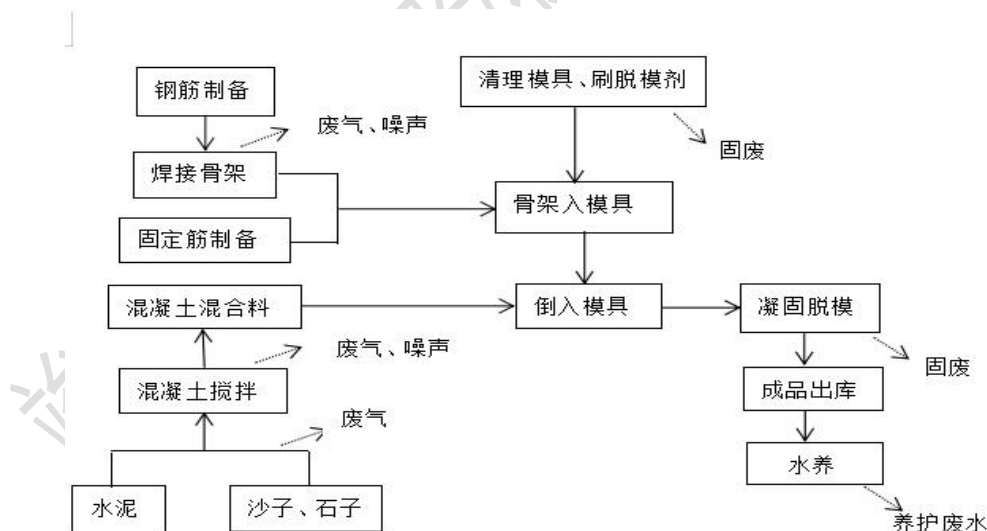 钢筋制备
清理模具、刷脱模剂
废气、噪声
固废
焊接骨架
骨架入模具
固定筋制备
混凝土混合料
倒入模具
凝固脱模
废气、噪声
固废
混凝土搅拌
成品出库
废气
水养
水泥
沙子、石子
养护废水